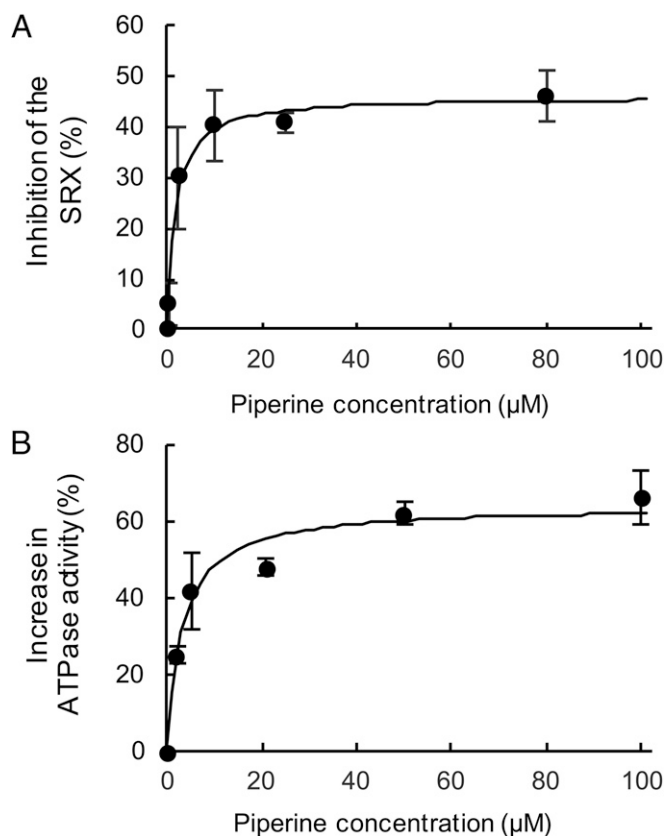 A
Inhibition of the
SRX (%)
60
50
40
30
20
10
0
0 20 40 60 80 100
Piperine concentration (µM)
B
Increase in
ATPase activity (%)
80
60
40
20
0
0 20 40 60 80 100
Piperine concentration (µM)